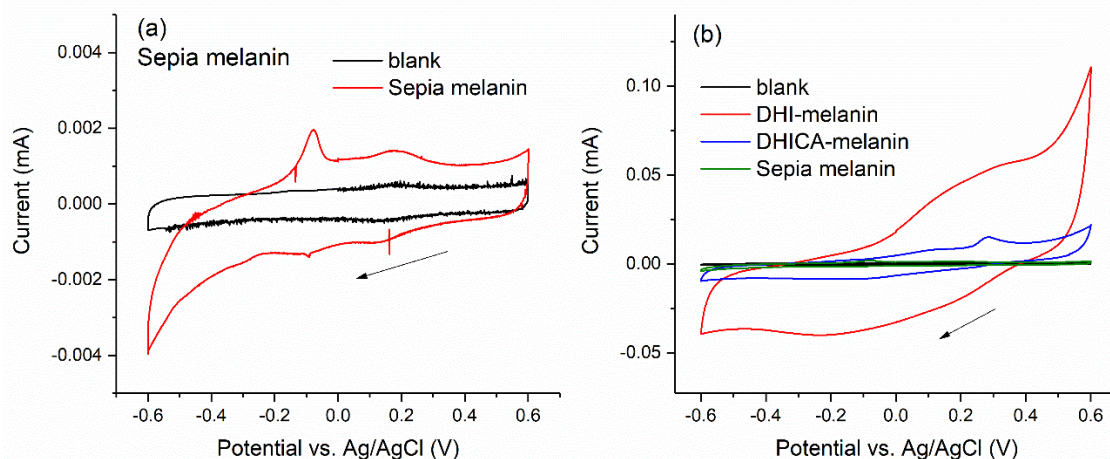 (a)
Sepia melanin
blank
Sepia melanin
0.004
0.002
0.000
-0.002
-0.004
Current (mA)
-0.6
-0.4
-0.2
0.0
0.2
0.4
0.6
Potential vs. Ag/AgCl (V)
(b)
blank
DHI-melanin
DHICA-melanin
Sepia melanin
0.10
0.05
0.00
-0.05
Current (mA)
-0.6
-0.4
-0.2
0.0
0.2
0.4
0.6
Potential vs. Ag/AgCl (V)